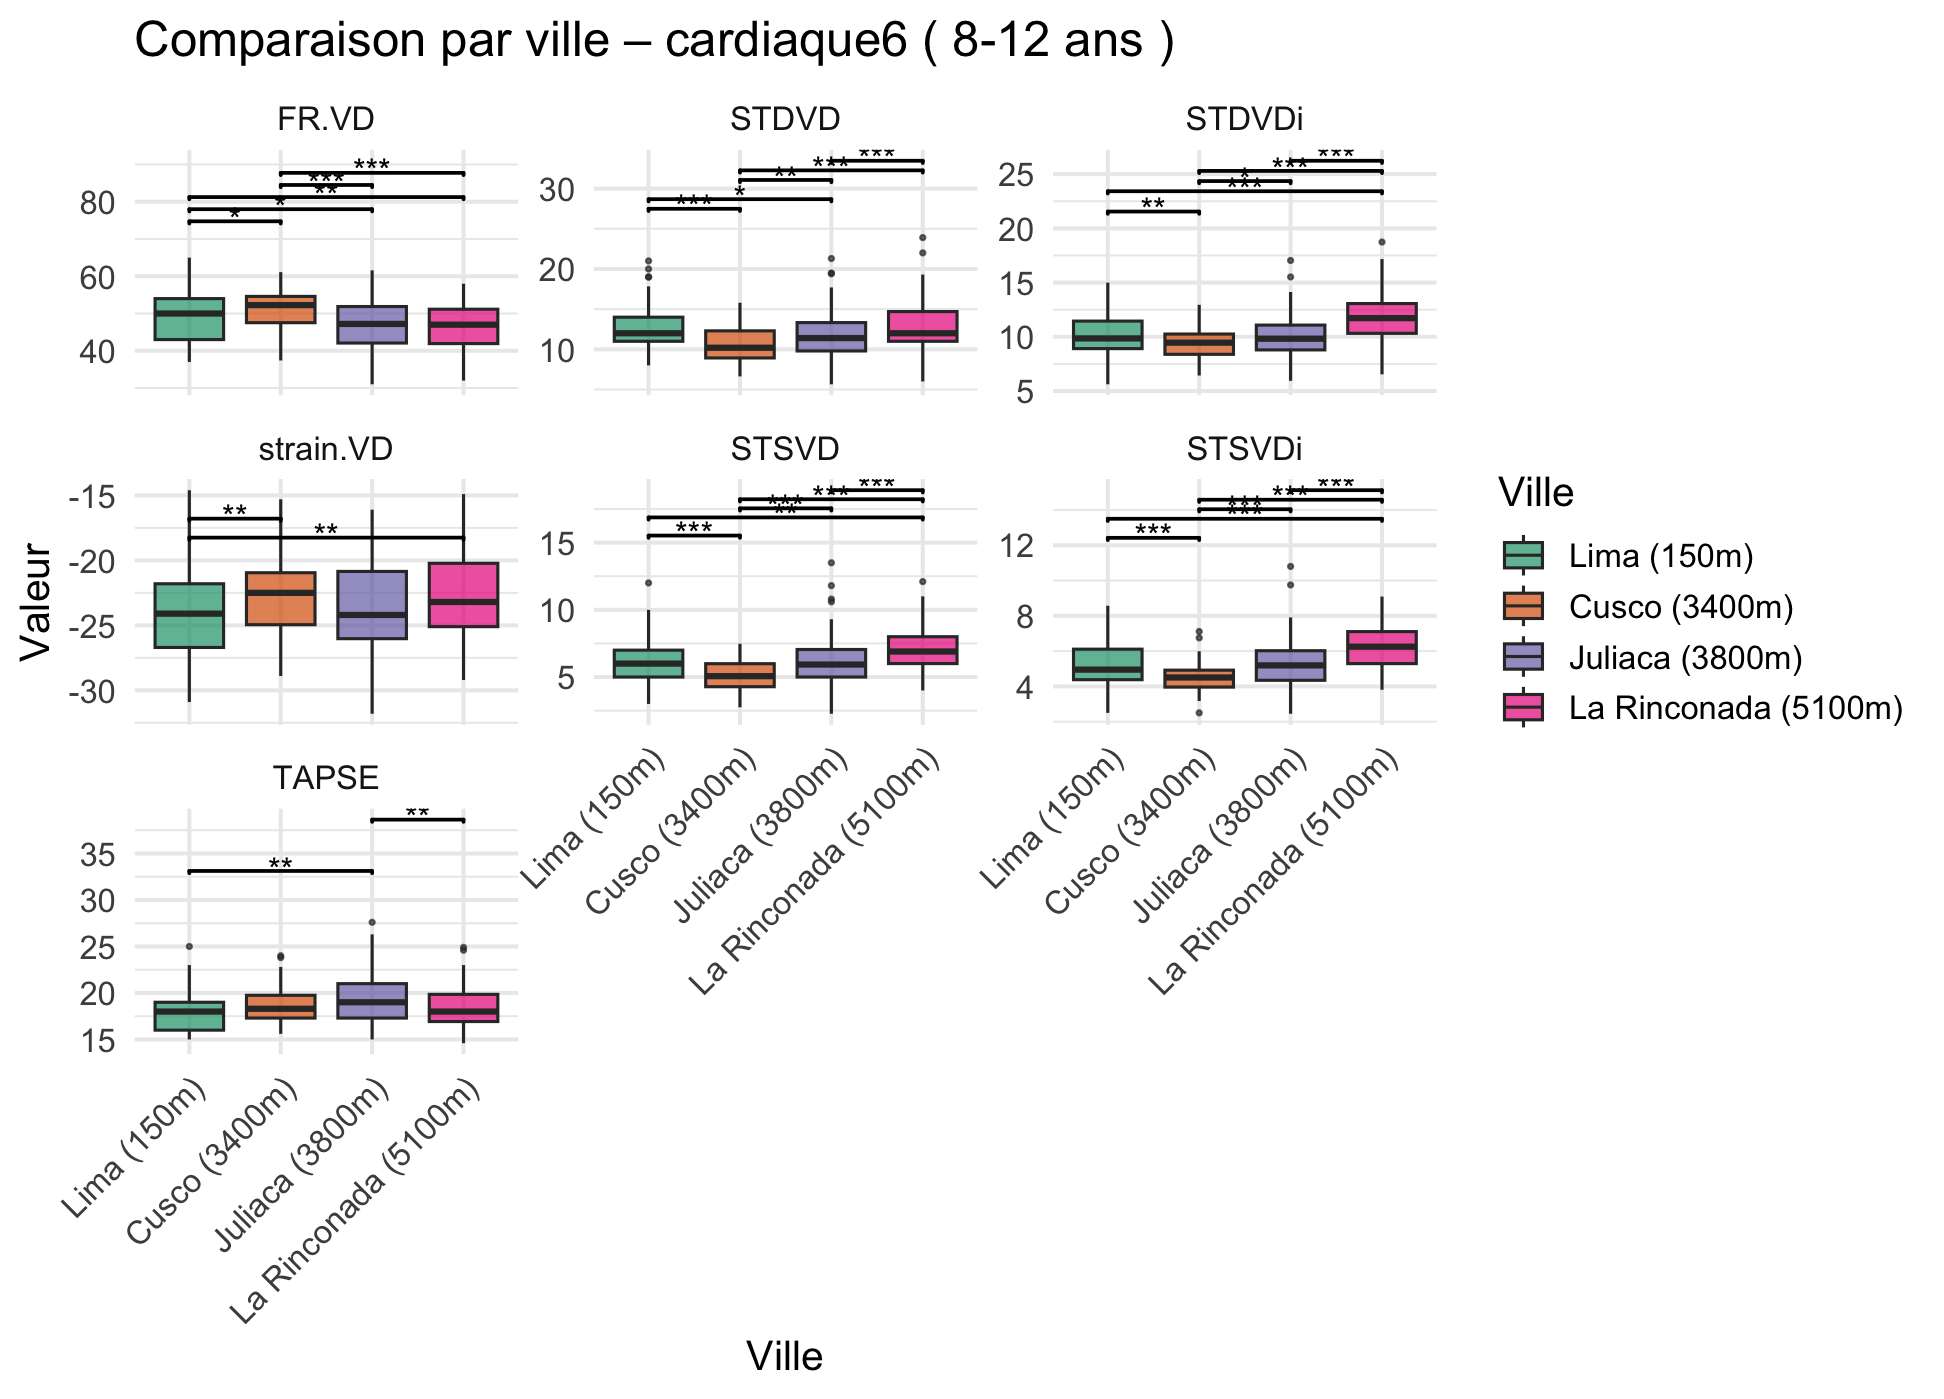 Comparaison par ville – cardiaque6 ( 8-12 ans )
FR.VD
80
60
40
***
***
**
*
*
STDVD
30
20
10
***
***
**
*
***
STDVDi
25
20
15
10
5
***
***
*
***
**
Valeur
strain.VD
-15
-20
-25
-30
**
**
STSVD
15
10
5
***
***
***
**
***
STSVDi
12
8
4
***
***
***
***
***
TAPSE
35
30
25
20
15
**
**
Lima (150m)
Cusco (3400m)
Juliaca (3800m)
La Rinconada (5100m)
Lima (150m)
Cusco (3400m)
Juliaca (3800m)
La Rinconada (5100m)
Lima (150m)
Cusco (3400m)
Juliaca (3800m)
La Rinconada (5100m)
Ville
Ville
Lima (150m)
Cusco (3400m)
Juliaca (3800m)
La Rinconada (5100m)